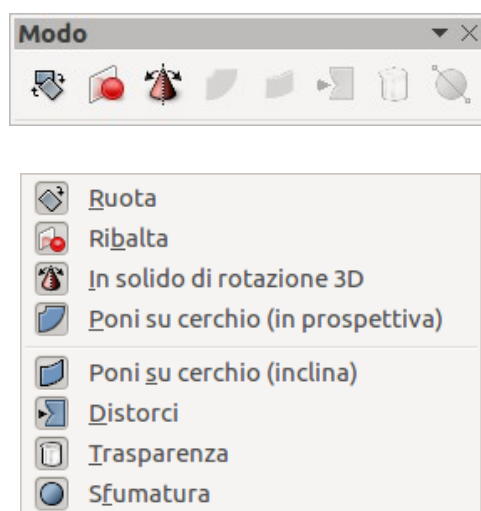 Modo
Ruota
Ribalta
In solido di rotazione 3D
Poni su cerchio (in prospettiva)
Poni su cerchio (inclina)
Distorci
Trasparenza
Sfumatura